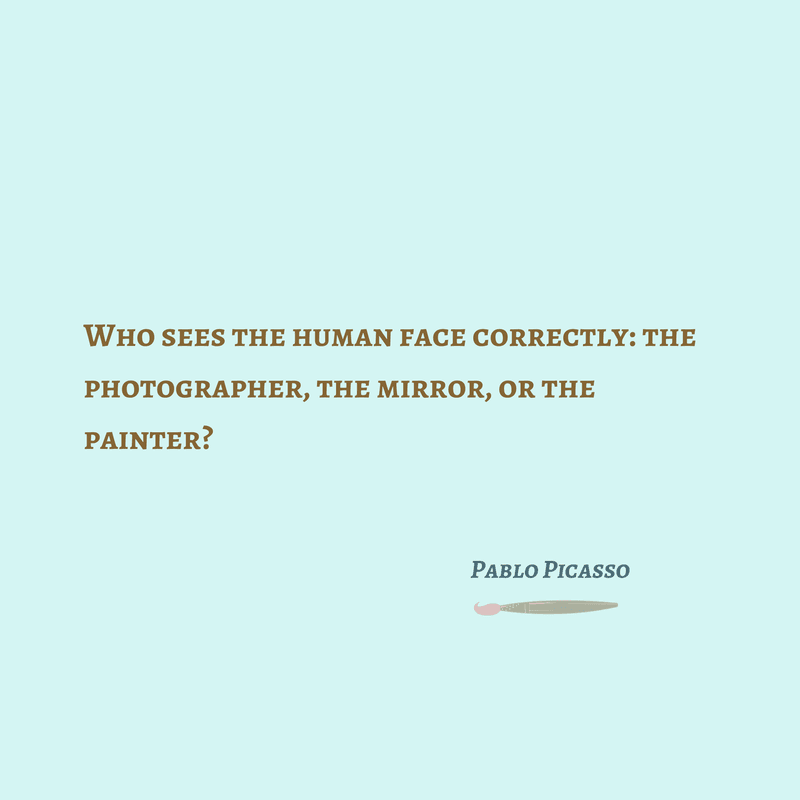 Who sees the human face correctly: the
photographer, the mirror, or the
painter?
Pablo Picasso